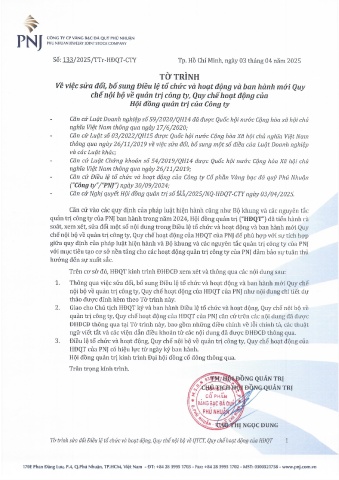 PNJ
CÔNG TY CP VÀNG BẠC ĐÁ QUÝ PHÚ NHUẬN
PHU NHUAN JEWELRY JOINT STOCK COMPANY
Số: 133/2025/TTr-HĐQT-CTY
Tp. Hồ Chí Minh, ngày 03 tháng 04 năm 2025
TỜ TRÌNH
Về việc sửa đổi, bổ sung Điều lệ tổ chức và hoạt động và ban hành mới Quy
chế nội bộ về quản trị công ty, Quy chế hoạt động của
Hội đồng quản trị của Công ty
- Căn cứ Luật Doanh nghiệp số 59/2020/QH14 đã được Quốc hội nước Cộng hòa xã hội chủ
nghĩa Việt Nam thông qua ngày 17/6/2020;
- Căn cứ Luật số 03/2022/QH15 được Quốc hội nước Cộng hòa Xã hội chủ nghĩa Việt Nam
thông qua ngày về việc sửa đổi, bổ sung một số điều của Luật Doanh nghiệp
và các Luật khác;
- Căn cứ Luật Chứng khoán số 54/2019/QH14 được Quốc hội nước Cộng hòa Xã hội chủ
nghĩa Việt Nam thông qua ngày 26/11/2019;
- Căn cứ Điều lệ tổ chức và hoạt động của Công ty Cổ phần Vàng bạc đá quý Phú Nhuận
("Công ty"/"PNJ") ngày 30/09/2024;
- Căn cứ Nghị quyết Hội đồng quản trị số /2025/NQ-HĐQT-CTY ngày 03/04/2025.
Căn cứ vào các quy định của pháp luật hiện hành cũng như Bộ khung và các nguyên tắc
quản trị công ty của PNJ ban hành trong năm 2024, Hội đồng quản trị ("HĐQT") đã tiến hành rà
soát, xem xét, sửa đổi một số nội dung trong Điều lệ tổ chức và hoạt động và ban hành mới Quy
chế nội bộ về quản trị công ty, Quy chế hoạt động của HĐQT của PNJ để phù hợp với sự tích hợp
giữa quy định của pháp luật hiện hành và Bộ khung và các nguyên tắc quản trị công ty của PNJ
với mục tiêu tạo cơ sở nền tảng cho các hoạt động quản trị công ty của PNJ đảm bảo sự tuân thủ
hướng đến sự xuất sắc.
Trên cơ sở đó, HĐQT kính trình ĐHĐCĐ xem xét và thông qua các nội dung sau:
1. Thông qua việc sửa đổi, bổ sung Điều lệ tổ chức và hoạt động và ban hành mới Quy chế
nội bộ về quản trị công ty, Quy chế hoạt động của HĐQT của PNJ như nội dung chi tiết dự
thảo được đính kèm theo Tờ trình này.
2. Giao cho Chủ tịch HĐQT ký và ban hành Điều lệ tổ chức và hoạt động, Quy chế nội bộ về
quản trị công ty, Quy chế hoạt động của HĐQT của PNJ căn cứ trên các nội dung đã được
ĐHĐCĐ thông qua tại Tờ trình này, bao gồm những điều chỉnh về lỗi chính tả, các thuật
ngữ viết tắt và các viện dẫn điều khoản từ các nội dung đã được ĐHĐCĐ thông qua.
3. Điều lệ tổ chức và hoạt động, Quy chế nội bộ về quản trị công ty, Quy chế hoạt động của
HĐQT của PNJ có hiệu lực từ ngày ký ban hành.
Hội đồng quản trị kính trình Đại hội đồng cổ đông thông qua.
Trân trọng kính trình.
TM/ HỘI ĐỒNG QUẢN TRỊ
CHỦ TỊCH HỘI ĐỒNG QUẢN TRỊ
CỔ PHẦN
VÀNG BẠC ĐÁ QUÝ
PHÚ NHUẬN
CAO THỊ NGỌC DUNG
Tờ trình sửa đổi Điều lệ tổ chức và hoạt động, Quy chế nội bộ về QTCT, Quy chế hoạt động của HĐQT
1
170E Phan Đăng Lưu, P.4, Q.Phú Nhuận, TP.HCM, Việt Nam - ĐT: +84 28 3995 1703 - Fax: +84 28 3995 1702 - MST: 0300521758 - www.pnj.com.vn